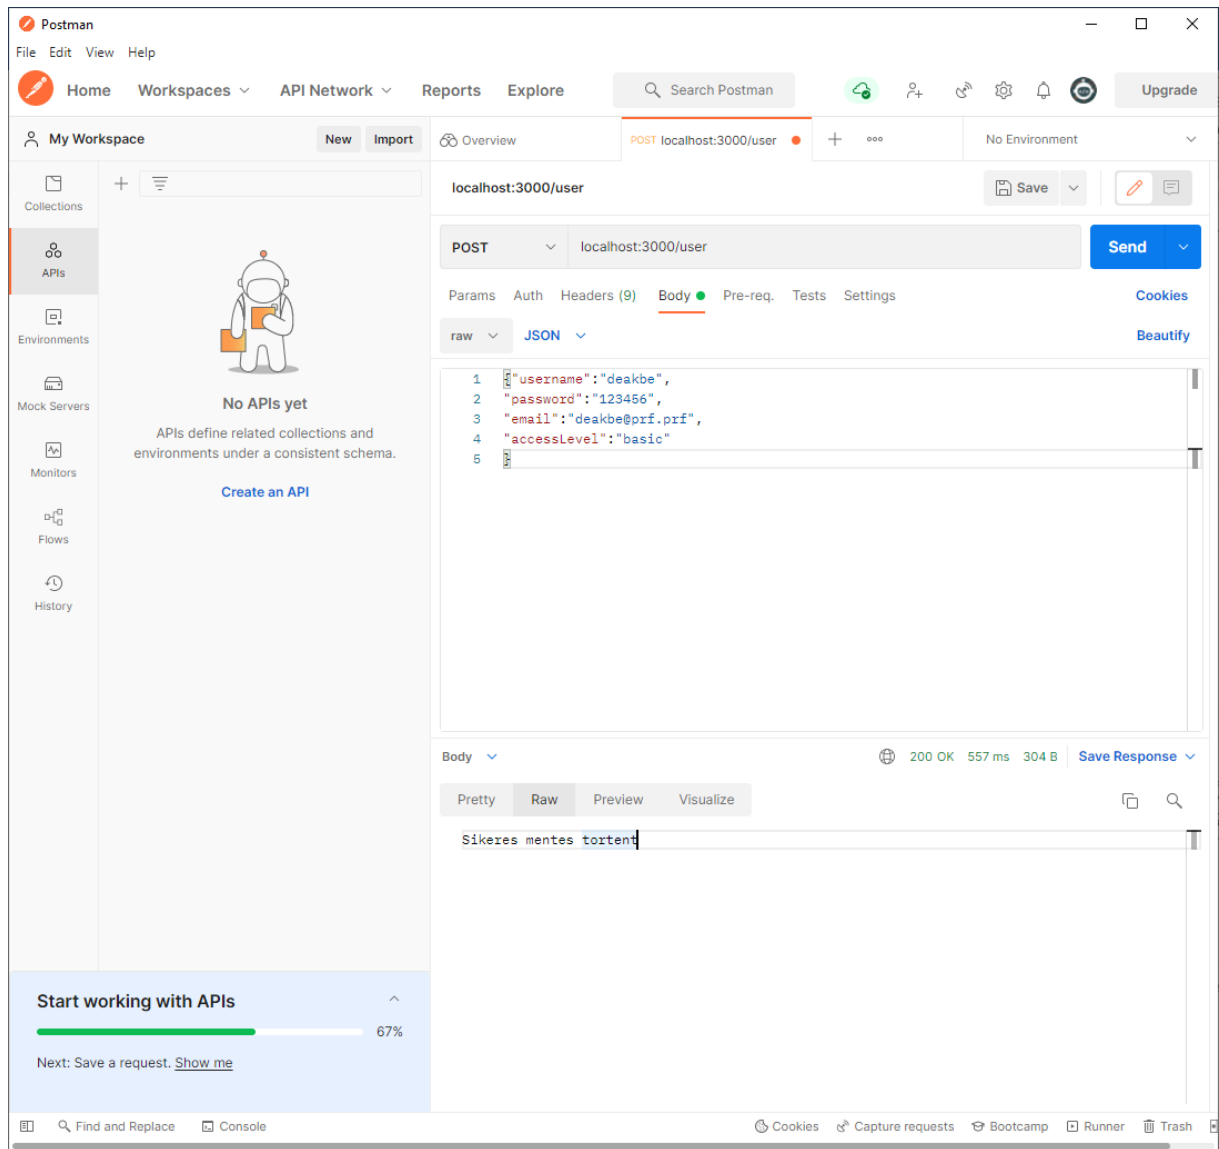 Postman
File Edit View Help
Home Workspaces API Network Reports Explore Search Postman Upgrade
My Workspace New Import Overview POST localhost:3000/user No Environment
Collections
APIs
Environments
Mock Servers
Monitors
Flows
History
No APIs yet
APIs define related collections and
environments under a consistent schema.
Create an API
Start working with APIs
67%
Next: Save a request. Show me
localhost:3000/user Save
POST localhost:3000/user Send
Params Auth Headers (9) Body Pre-req. Tests Settings Cookies
raw JSON Beautify
1 {"username":"deakbe",
2 "password":"123456",
3 "email":"deakbe@prf.prf",
4 "accessLevel":"basic"
5 }
Body 200 OK 557 ms 304 B Save Response
Pretty Raw Preview Visualize
Sikeres mentes tortent
Find and Replace Console Cookies Capture requests Bootcamp Runner Trash